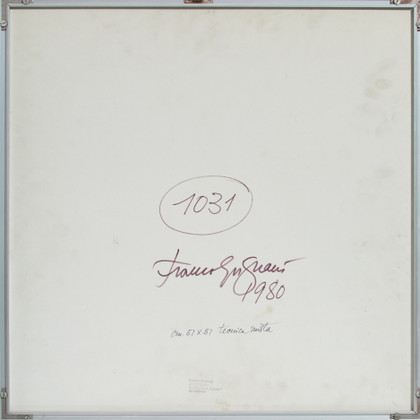 1031
Franco Grignani
1980
cm 51 x 51 tecnica mista